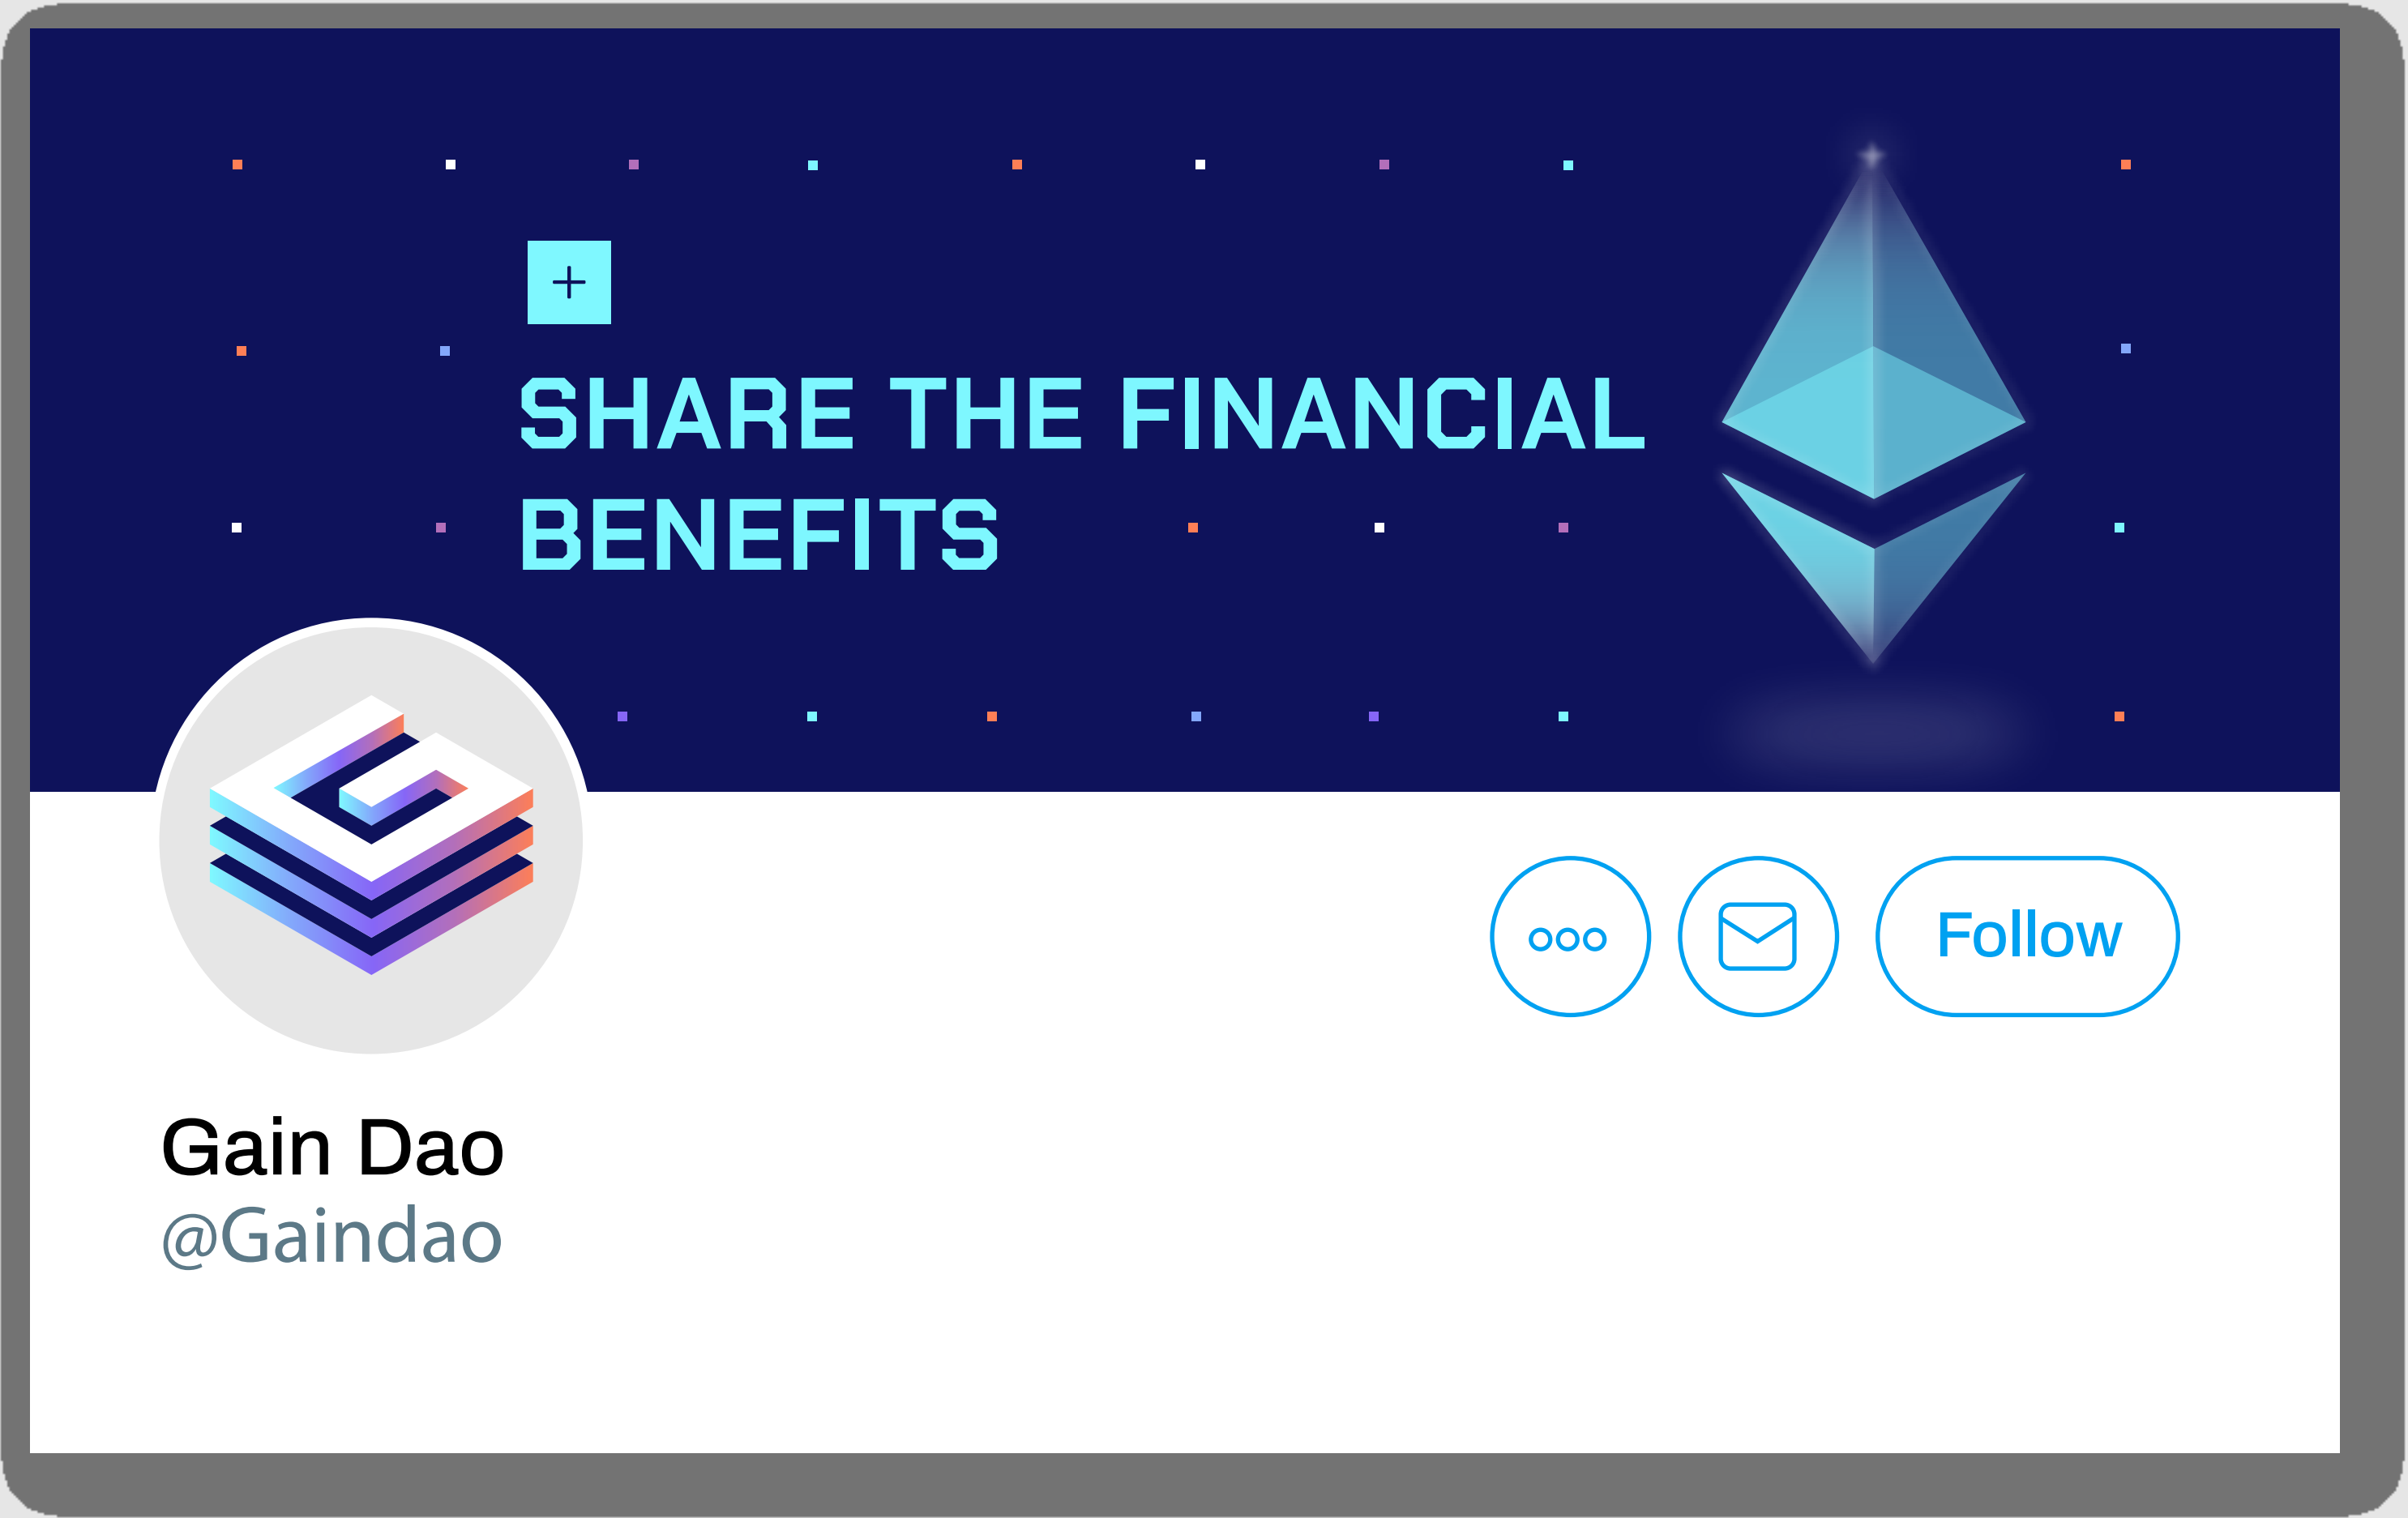 SHARE THE FINANCIAL
BENEFITS
Follow
Gain Dao
@Gaindao